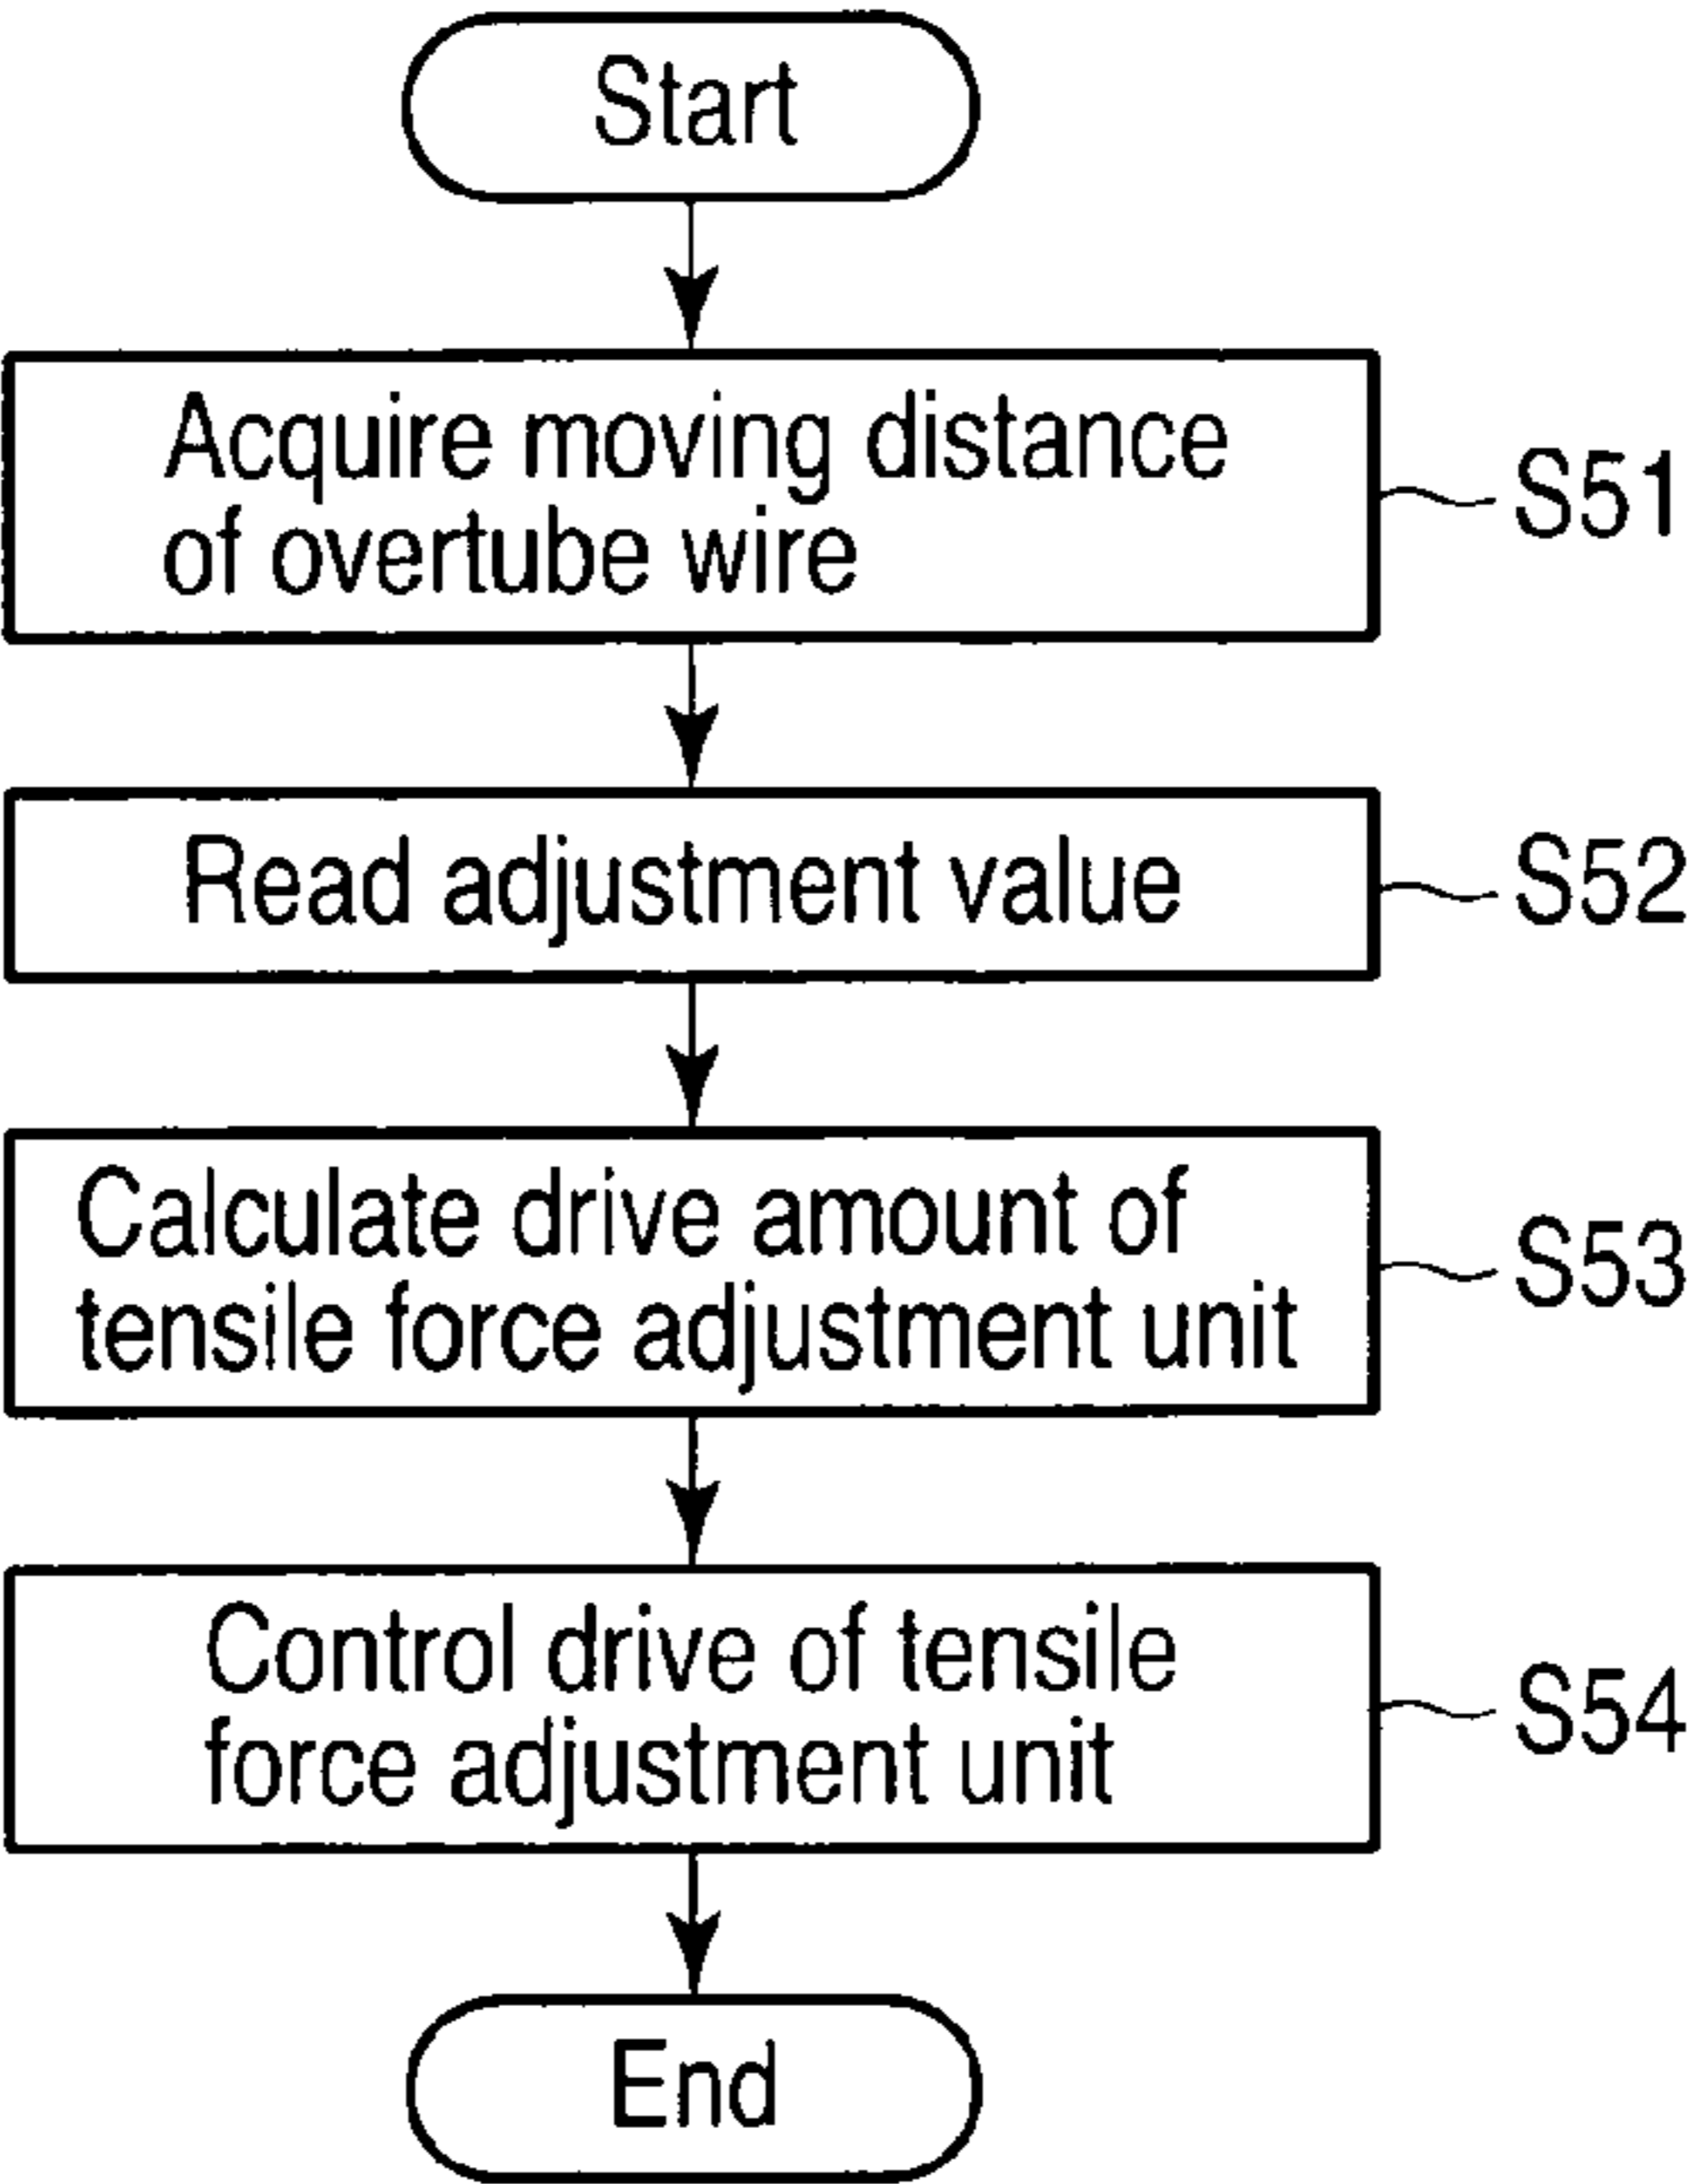 Start
Acquire moving distance
of overtube wire
S51
Read adjustment value
S52
Calculate drive amount of
tensile force adjustment unit
S53
Control drive of tensile
force adjustment unit
S54
End